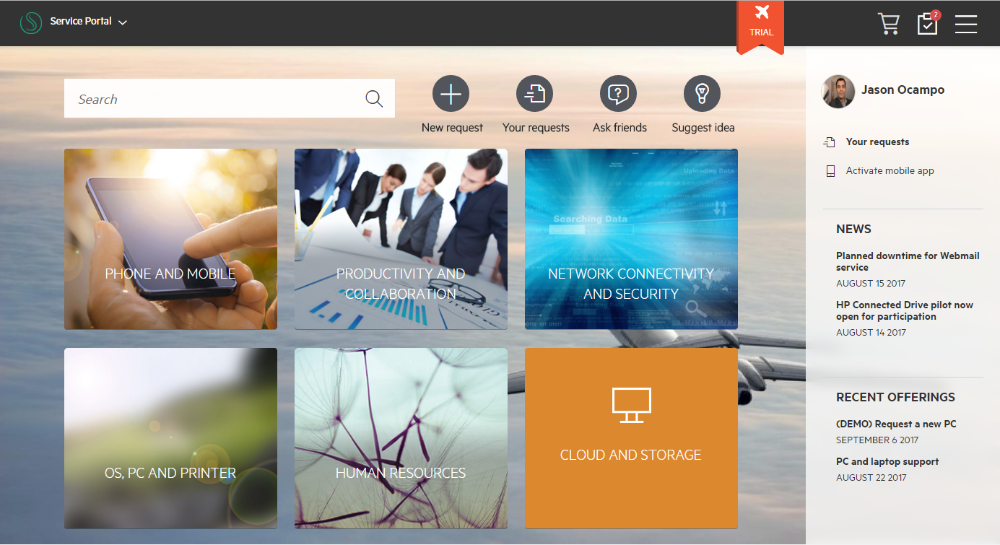 Service Portal
TRIAL
2
Search
New request
Your requests
Ask friends
Suggest idea
Jason Ocampo
Your requests
Activate mobile app
PHONE AND MOBILE
PRODUCTIVITY AND
COLLABORATION
Uploading Data
Searching Data
NETWORK CONNECTIVITY
AND SECURITY
NEWS
Planned downtime for Webmail
service
AUGUST 15 2017
HP Connected Drive pilot now
open for participation
AUGUST 14 2017
OS, PC AND PRINTER
HUMAN RESOURCES
CLOUD AND STORAGE
RECENT OFFERINGS
(DEMO) Request a new PC
SEPTEMBER 6 2017
PC and laptop support
AUGUST 22 2017